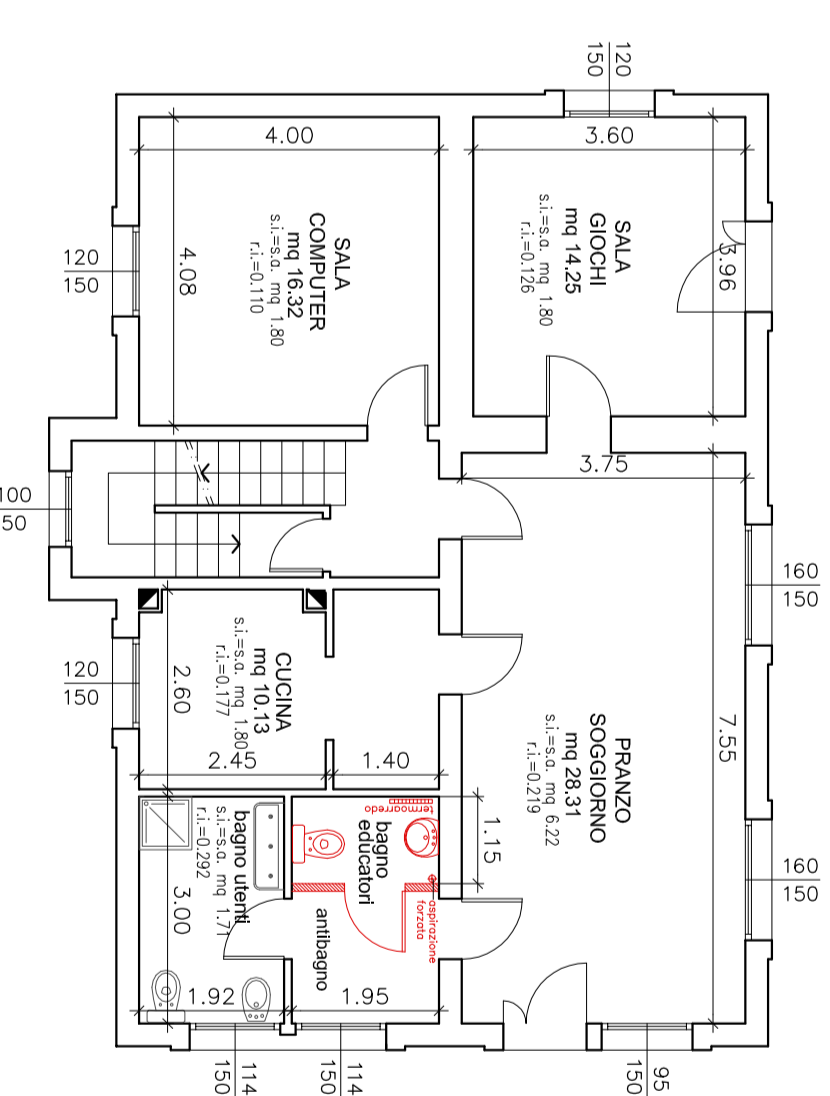 120
150
4.00
3.60
SALA
COMPUTER
mq 16.32
s.i.=s.a. mq 1.80
r.i.=0.110
4.08
SALA
GIOCHI
mq 14.25
s.i.=s.a. mq 1.80
r.i.=0.126
3.96
120
150
3.75
160
150
CUCINA
mq 10.13
s.i.=s.a. mq 1.80
r.i.=0.177
2.60
2.45
1.40
120
150
PRANZO
SOGGIORNO
mq 28.31
s.i.=s.a. mq 6.22
r.i.=0.219
7.55
160
150
1.15
termoarredo
bagno
educatori
aspirazione
forzata
antibagno
bagno utenti
s.i.=s.a. mq 1.71
r.i.=0.292
3.00
1.92
1.95
114
150
114
150
95
150